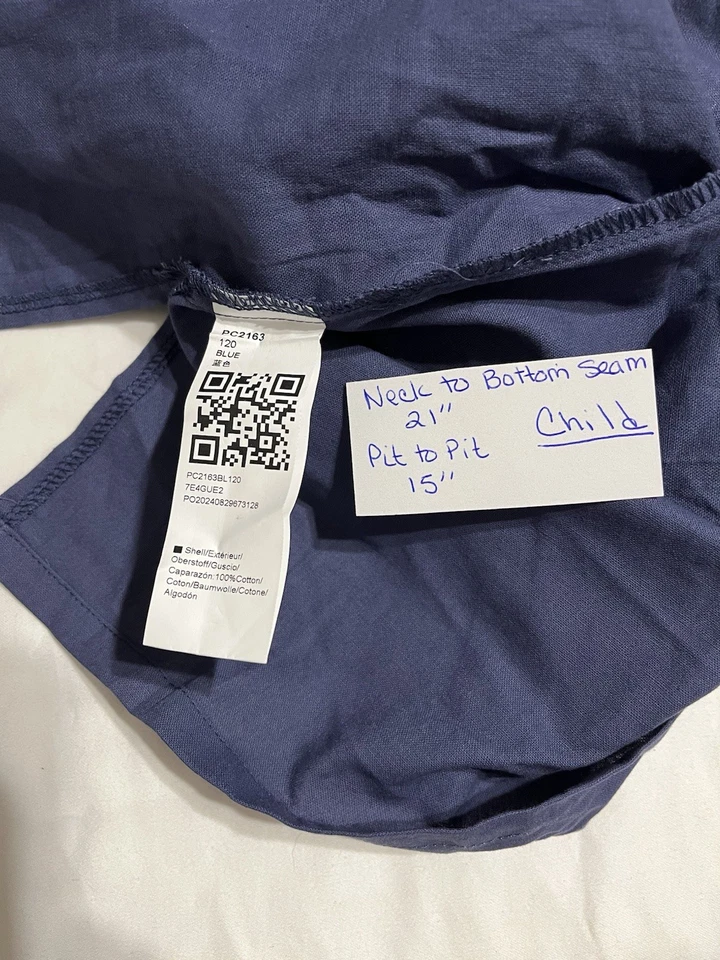 PC2163
120
BLUE
蓝色
PC2163BL120
7E4GUE2
PO20240829673128
Shell/Extérieur/
Oberstoff/Guscio/
Caparazón:100%Cotton/
Coton/Baumwolle/Cotone/
Algodón
Neck to Bottom Seam
21"
Child
Pit to Pit
15"